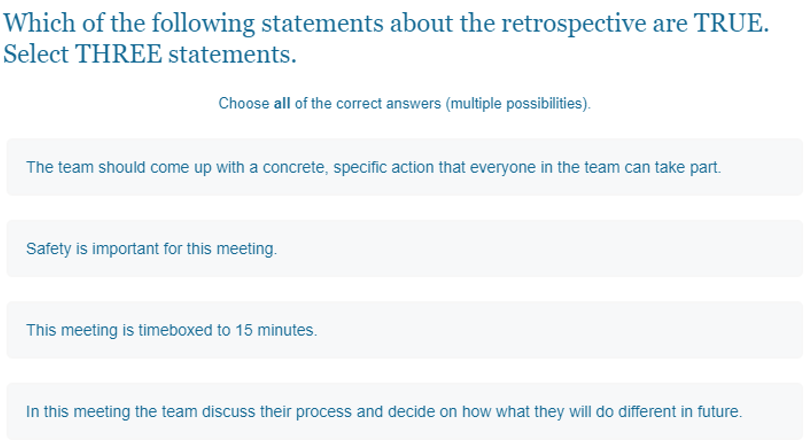 Which of the following statements about the retrospective are TRUE.
Select THREE statements.
Choose all of the correct answers (multiple possibilities).
The team should come up with a concrete, specific action that everyone in the team can take part.
Safety is important for this meeting.
This meeting is timeboxed to 15 minutes.
In this meeting the team discuss their process and decide on how what they will do different in future.